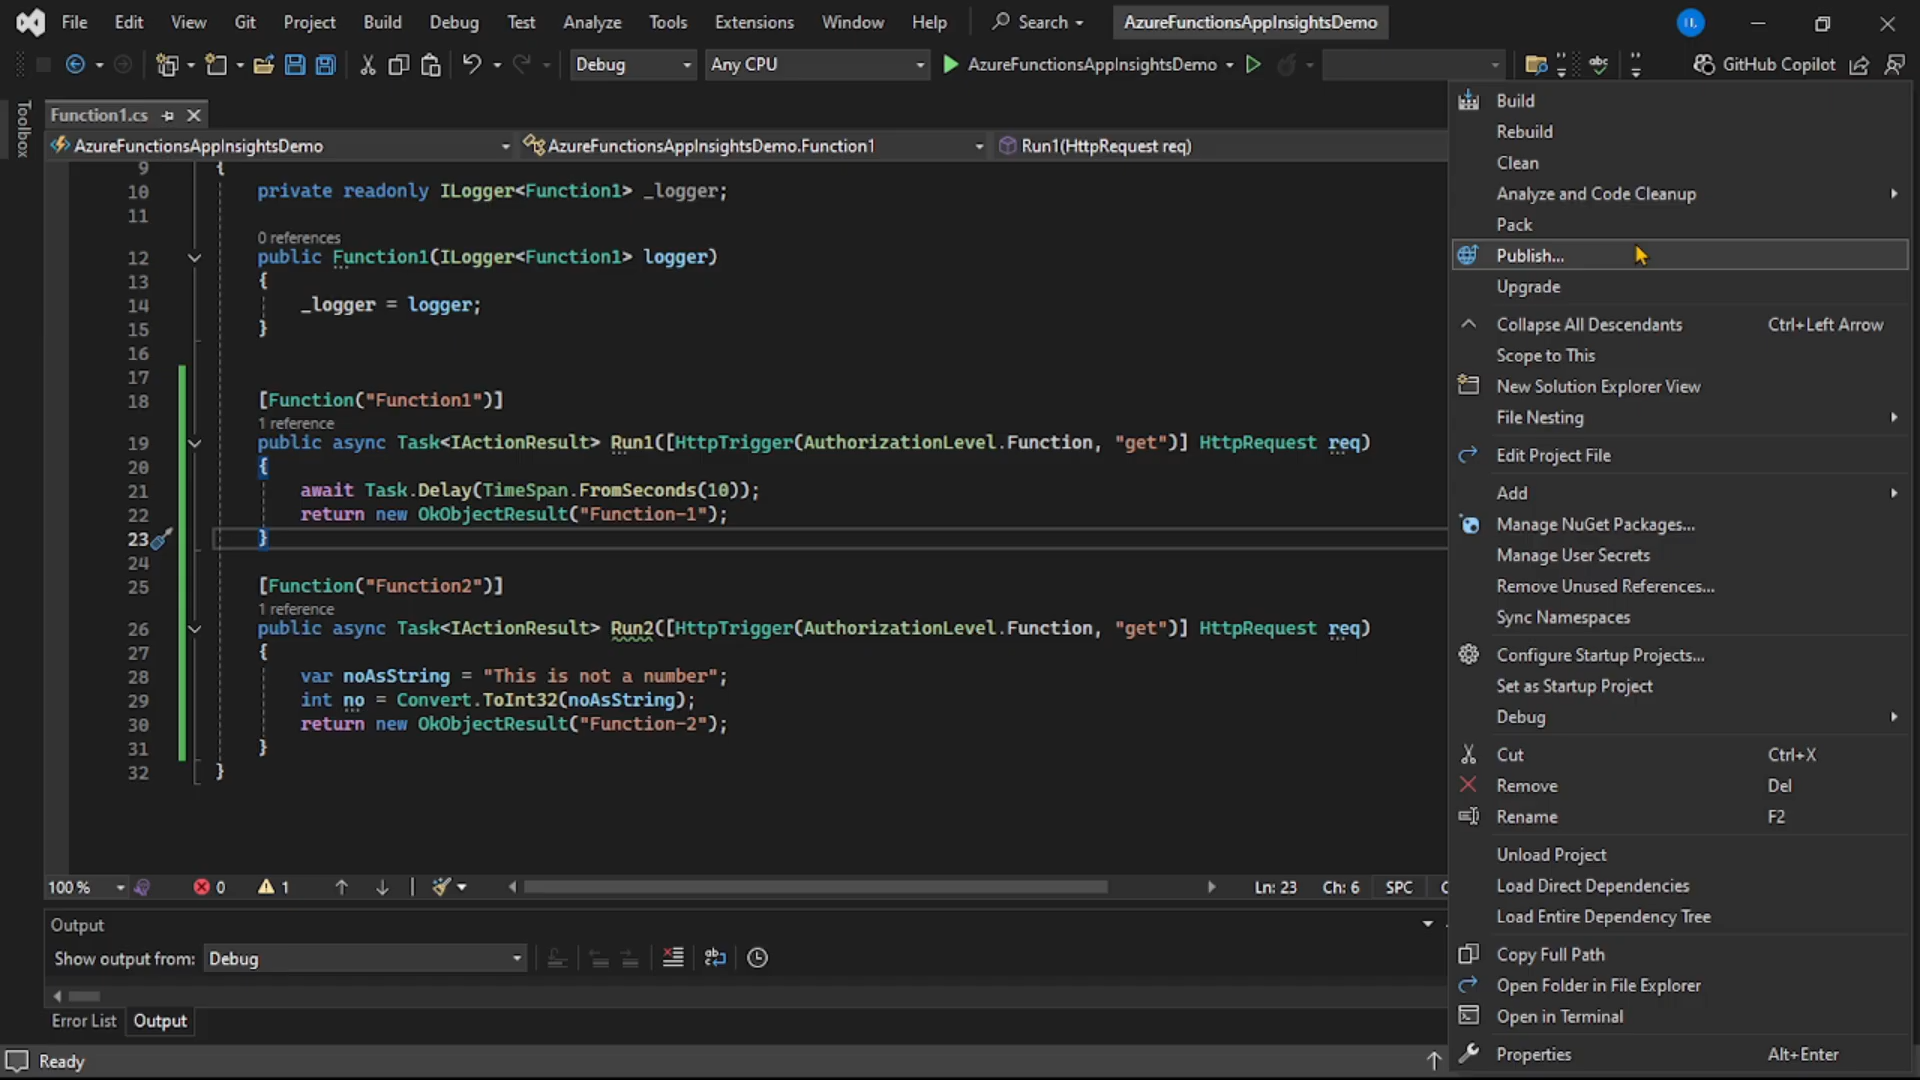 File Edit View Git Project Build Debug Test Analyze Tools Extensions Window Help Search AzureFunctionsAppInsightsDemo
Debug Any CPU AzureFunctionsAppInsightsDemo GitHub Copilot
Toolbox
Function1.cs
AzureFunctionsAppInsightsDemo AzureFunctionsAppInsightsDemo.Function1 Run1(HttpRequest req)
9 {
10 private readonly ILogger<Function1> _logger;
11
0 references
12 public Function1(ILogger<Function1> logger)
13 {
14 _logger = logger;
15 }
16
17
18 [Function("Function1")]
1 reference
19 public async Task<IActionResult> Run1([HttpTrigger(AuthorizationLevel.Function, "get")] HttpRequest req)
20 {
21 await Task.Delay(TimeSpan.FromSeconds(10));
22 return new OkObjectResult("Function-1");
23 }
24
25 [Function("Function2")]
1 reference
26 public async Task<IActionResult> Run2([HttpTrigger(AuthorizationLevel.Function, "get")] HttpRequest req)
27 {
28 var noAsString = "This is not a number";
29 int no = Convert.ToInt32(noAsString);
30 return new OkObjectResult("Function-2");
31 }
32 }
100 % 0 1 Ln: 23 Ch: 6 SPC
Output
Show output from: Debug
Error List Output
Ready
Build
Rebuild
Clean
Analyze and Code Cleanup
Pack
Publish...
Upgrade
Collapse All Descendants Ctrl+Left Arrow
Scope to This
New Solution Explorer View
File Nesting
Edit Project File
Add
Manage NuGet Packages...
Manage User Secrets
Remove Unused References...
Sync Namespaces
Configure Startup Projects...
Set as Startup Project
Debug
Cut Ctrl+X
Remove Del
Rename F2
Unload Project
Load Direct Dependencies
Load Entire Dependency Tree
Copy Full Path
Open Folder in File Explorer
Open in Terminal
Properties Alt+Enter